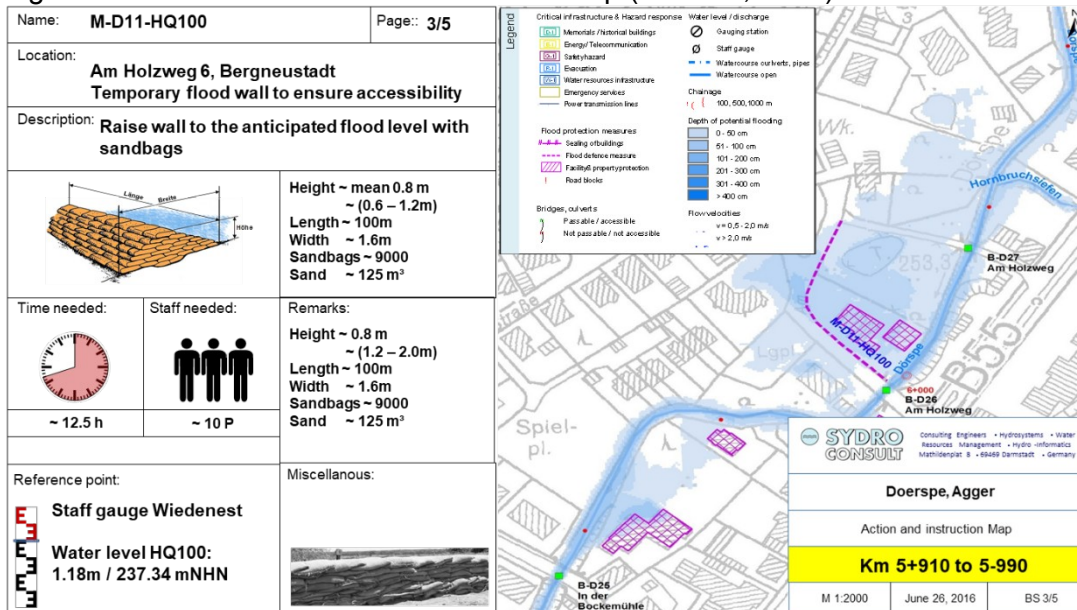 Name: M-D11-HQ100
Page:: 3/5
Location:
Am Holzweg 6, Bergneustadt
Temporary flood wall to ensure accessibility
Description: Raise wall to the anticipated flood level with
sandbags
Länge
Breite
Höhe
Height ~ mean 0.8 m
~ (0.6 – 1.2m)
Length ~ 100m
Width ~ 1.6m
Sandbags ~ 9000
Sand ~ 125 m³
Time needed:
~ 12.5 h
Staff needed:
~ 10 P
Remarks:
Height ~ 0.8 m
~ (1.2 – 2.0m)
Length ~ 100m
Width ~ 1.6m
Sandbags ~ 9000
Sand ~ 125 m³
Reference point:
Staff gauge Wiedenest
Water level HQ100:
1.18m / 237.34 mNHN
Miscellanous:
Legend
Critical infrastructure & Hazard response
Memorials / historical buildings
Energy/ Telecommunication
Safety hazard
Evacuation
Water resources infrastructure
Emergency services
Power transmission lines
Flood protection measures
Sealing of buildings
Flood defence measure
Facility & property protection
Road blocks
Bridges, culverts
Passable / accessible
Not passable / not accessible
Water level / discharge
Gauging station
Staff gauge
Watercourse culverts, pipes
Watercourse open
Chainage
100, 500, 1000 m
Depth of potential flooding
0 - 50 cm
51 - 100 cm
101 - 200 cm
201 - 300 cm
301 - 400 cm
> 400 cm
Flow velocities
v = 0,5 - 2,0 m/s
v > 2,0 m/s
Wk.
Hornbruchsiefen
253,3
B-D27
Am Holzweg
M-D11-HQ100
Lgpl
Dörspe
B55
6+000
B-D26
Am Holzweg
Spiel-
pl.
B-D25
In der
Bockemühle
SYDRO
CONSULT
Consulting Engineers • Hydrosystems • Water
Resources Management • Hydro -Informatics
Mathildenplat 8 • 69469 Darmstadt • Germany
Doerspe, Agger
Action and instruction Map
Km 5+910 to 5-990
M 1:2000
June 26, 2016
BS 3/5